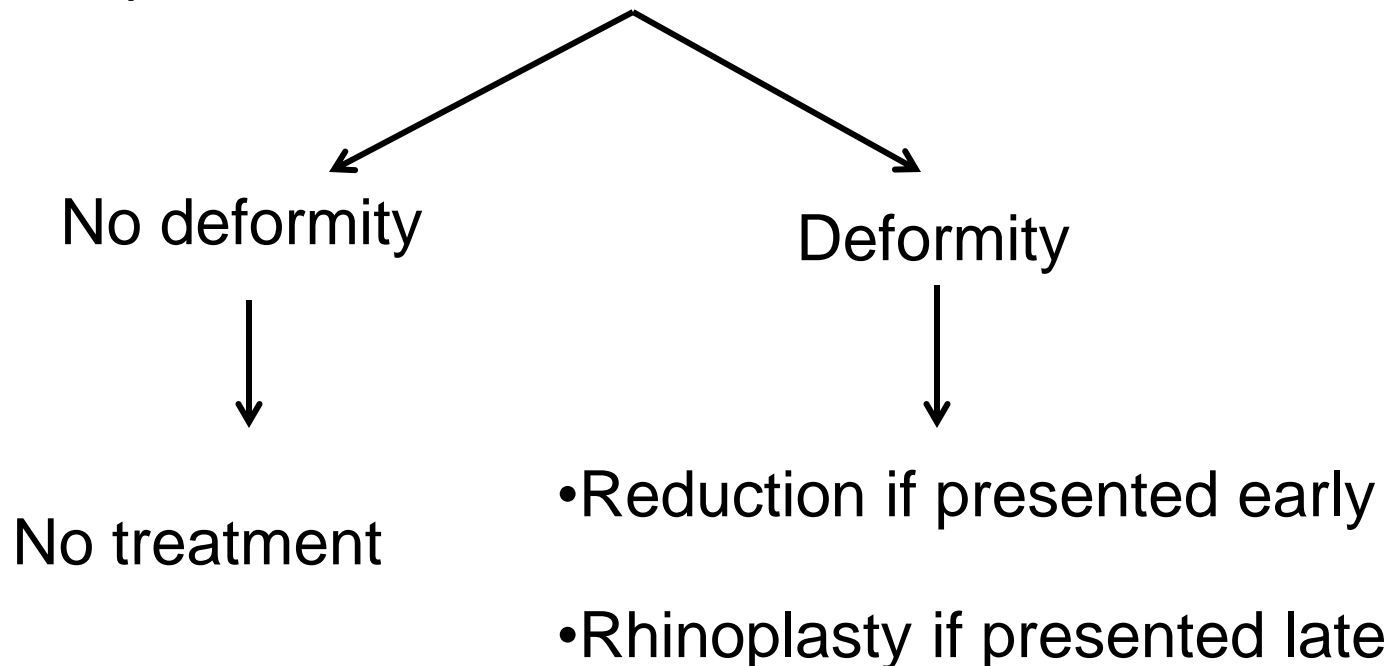 No deformity
Deformity
No treatment
•Reduction if presented early
•Rhinoplasty if presented late